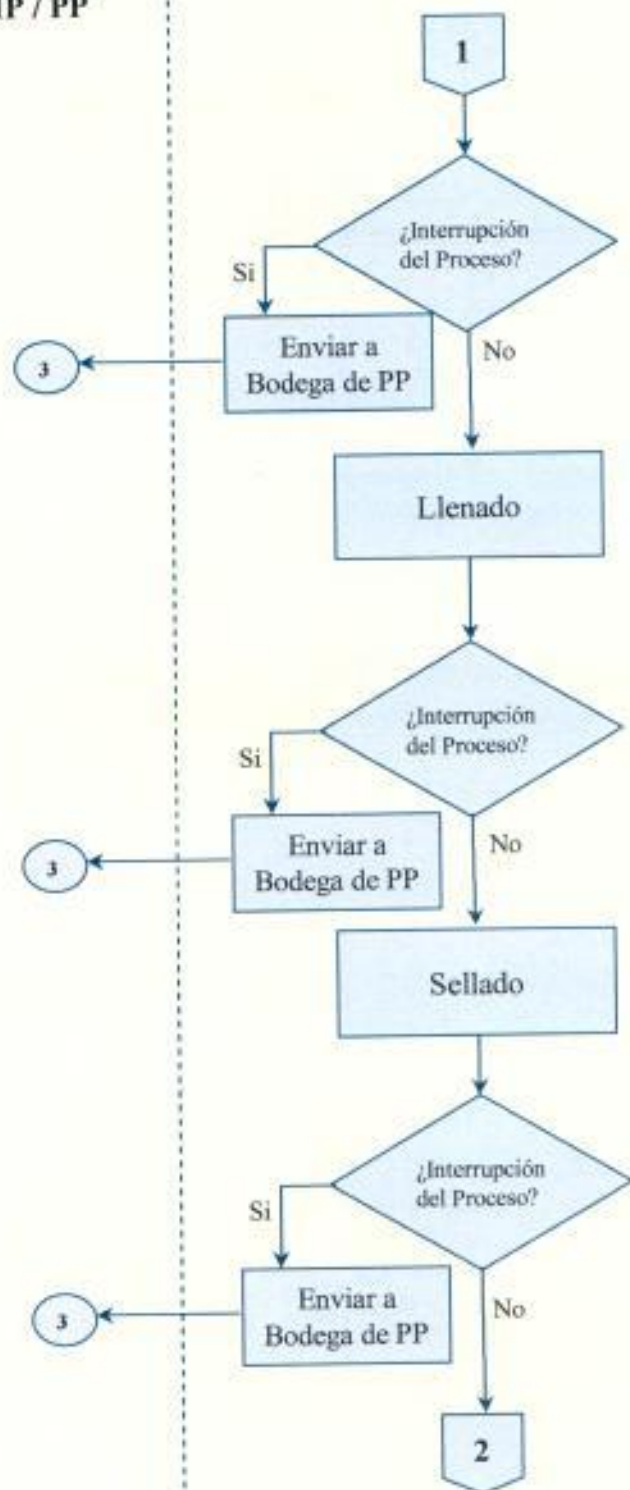 / PP
1
¿Interrupción
del Proceso?
Si
Enviar a
Bodega de PP
3
No
Llenado
¿Interrupción
del Proceso?
Si
Enviar a
Bodega de PP
3
No
Sellado
¿Interrupción
del Proceso?
Si
Enviar a
Bodega de PP
3
No
2